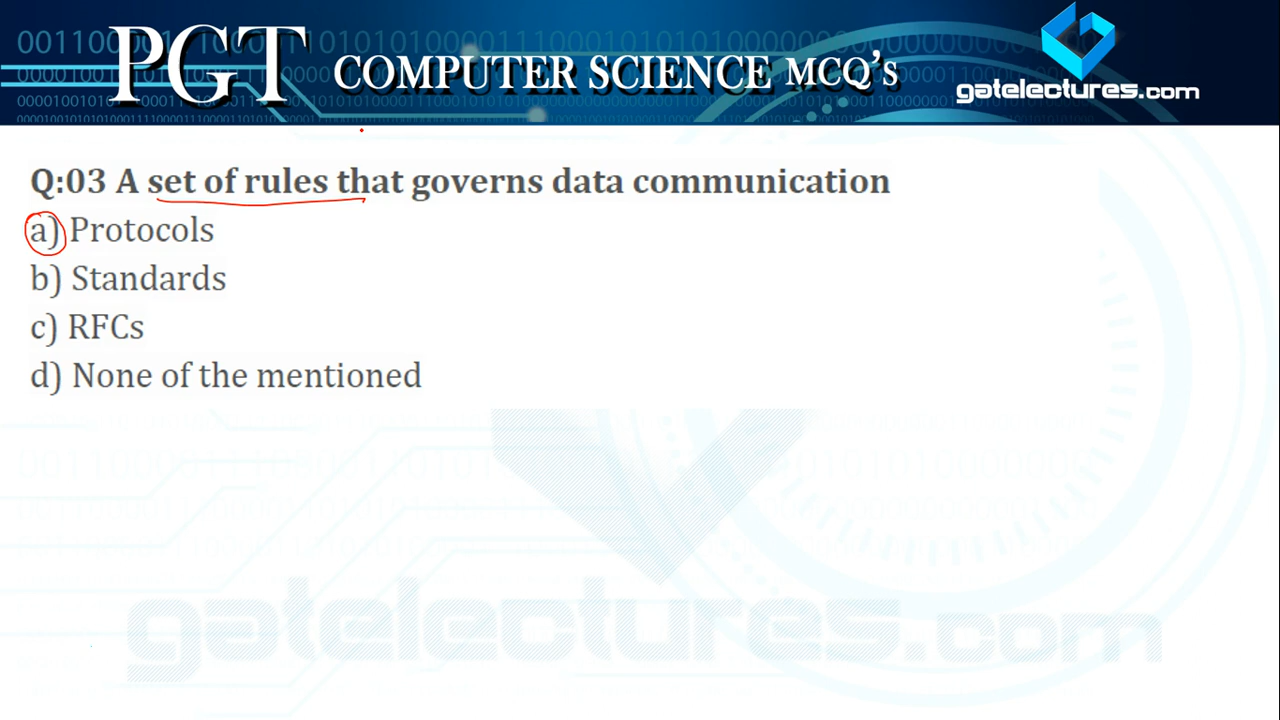 PGT COMPUTER SCIENCE MCQ'S
gatelectures.com
Q:03 A set of rules that governs data communication
a) Protocols
b) Standards
c) RFCs
d) None of the mentioned
gatelectures.com